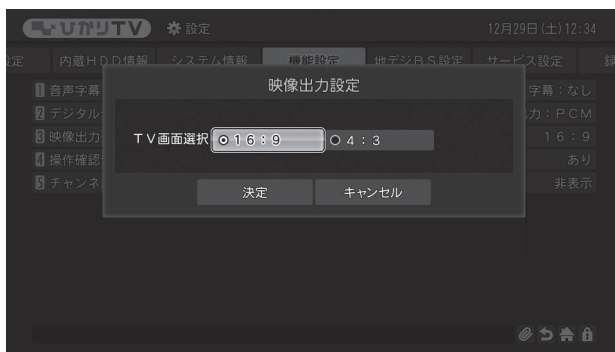 ひかりTV 設定 12月29日(土)12:34
設定 内蔵HDD情報 システム情報 機能設定 地デジBS設定 サービス設定 録
映像出力設定
1 音声字幕 字幕:なし
2 デジタル 力:PCM
3 映像出力 16:9
TV画面選択 16:9 4:3
4 操作確認 あり
5 チャンネ 非表示
決定 キャンセル